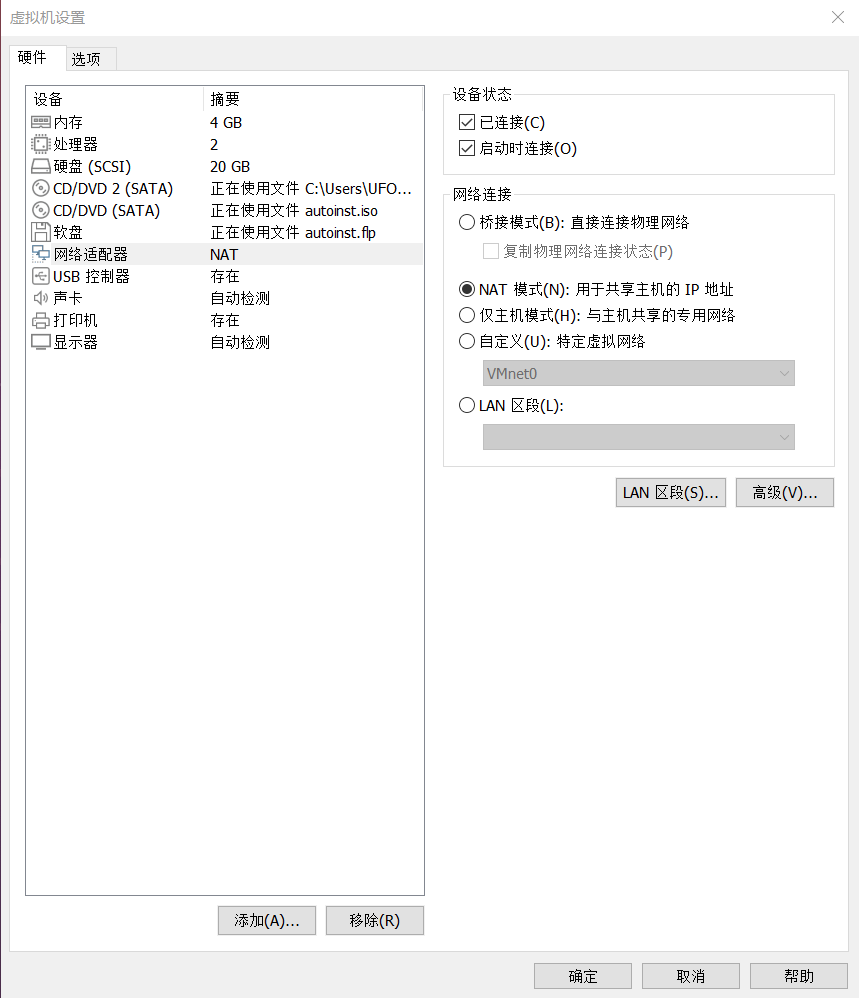 虚拟机设置
硬件 选项
设备 摘要
内存 4 GB
处理器 2
硬盘 (SCSI) 20 GB
CD/DVD 2 (SATA) 正在使用文件 C:\Users\UFO...
CD/DVD (SATA) 正在使用文件 autoinst.iso
软盘 正在使用文件 autoinst.flp
网络适配器 NAT
USB 控制器 存在
声卡 自动检测
打印机 存在
显示器 自动检测
添加(A)... 移除(R)
设备状态
已连接(C)
启动时连接(O)
网络连接
桥接模式(B): 直接连接物理网络
复制物理网络连接状态(P)
NAT 模式(N): 用于共享主机的 IP 地址
仅主机模式(H): 与主机共享的专用网络
自定义(U): 特定虚拟网络
VMnet0
LAN 区段(L):
LAN 区段(S)... 高级(V)...
确定 取消 帮助